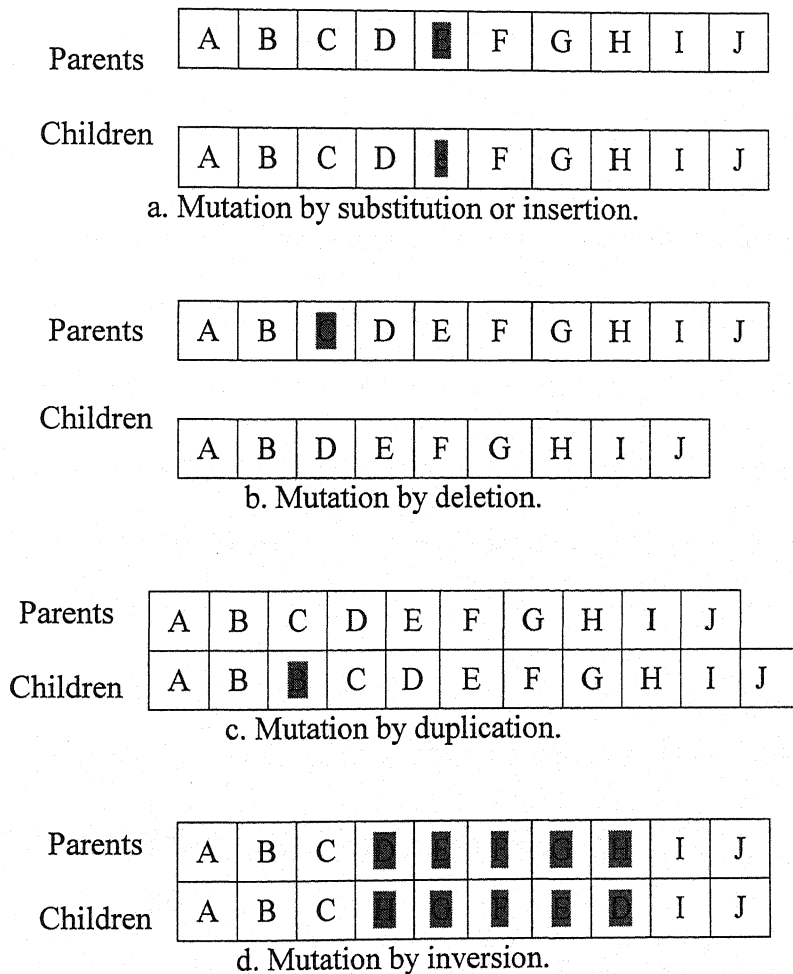 Parents A B C D E F G H I J
Children A B C D e F G H I J
a. Mutation by substitution or insertion.
Parents A B C D E F G H I J
Children A B D E F G H I J
b. Mutation by deletion.
Parents A B C D E F G H I J
Children A B B C D E F G H I J
c. Mutation by duplication.
Parents A B C D E F G H I J
Children A B C H G F E D I J
d. Mutation by inversion.